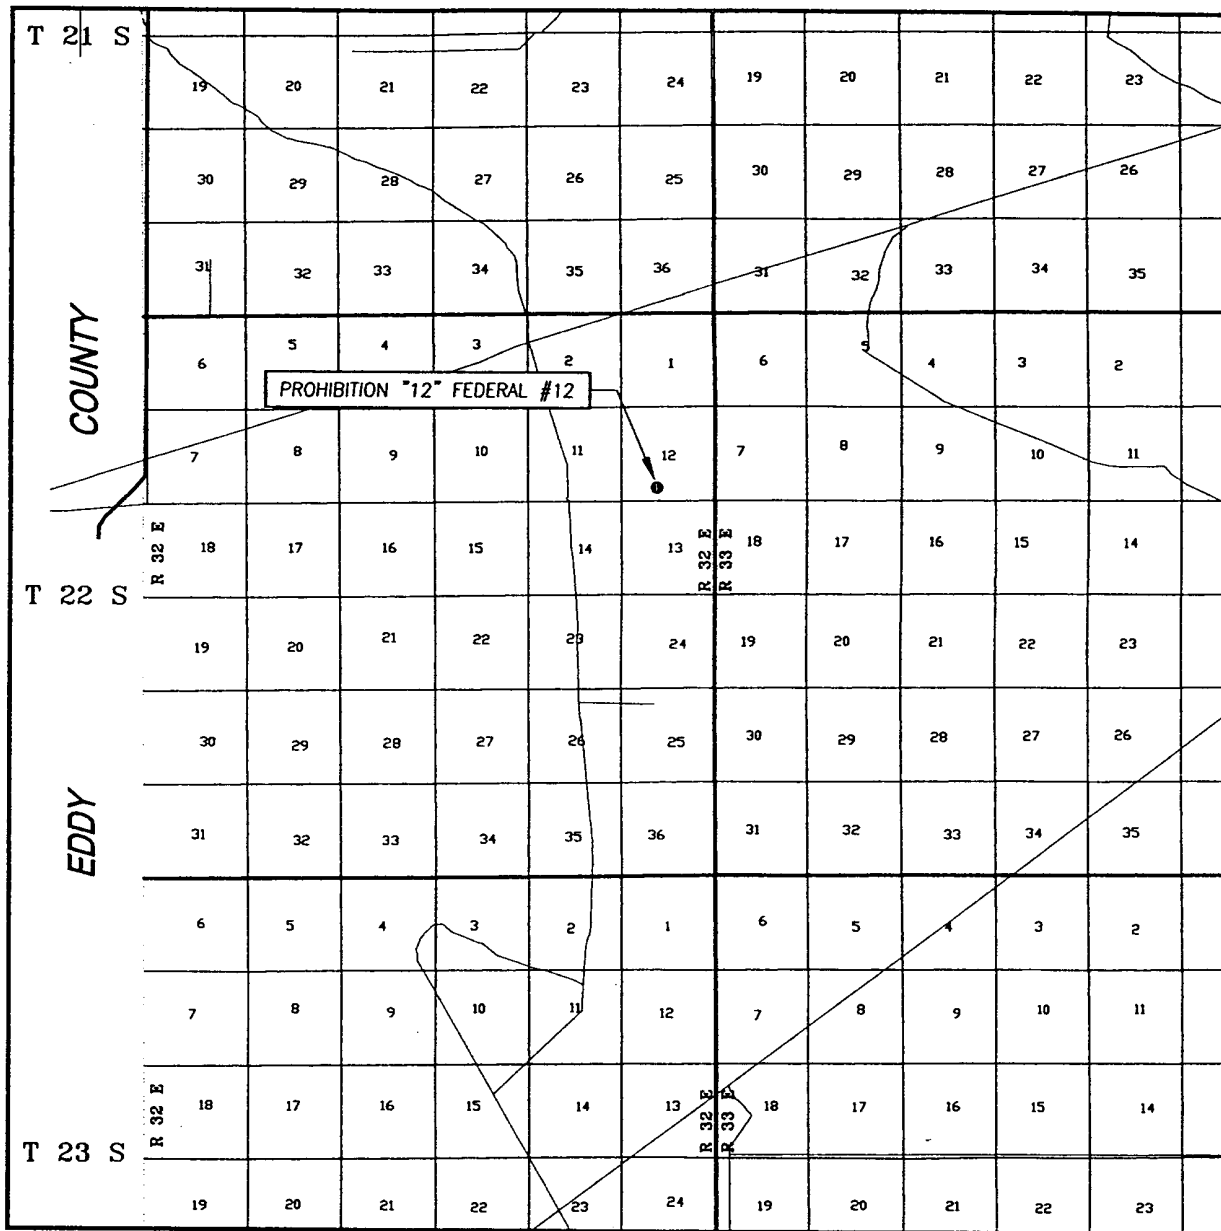 T 21 S
19 20 21 22 23 24 19 20 21 22 23
30 29 28 27 26 25 30 29 28 27 26
31 32 33 34 35 36 31 32 33 34 35
COUNTY
6 5 4 3 2 1 6 5 4 3 2
PROHIBITION "12" FEDERAL #12
7 8 9 10 11 12 7 8 9 10 11
R 32 E
R 32 E
R 33 E
18 17 16 15 14 13 18 17 16 15 14
T 22 S
19 20 21 22 23 24 19 20 21 22 23
30 29 28 27 26 25 30 29 28 27 26
EDDY
31 32 33 34 35 36 31 32 33 34 35
6 5 4 3 2 1 6 5 4 3 2
7 8 9 10 11 12 7 8 9 10 11
R 32 E
R 32 E
R 33 E
18 17 16 15 14 13 18 17 16 15 14
T 23 S
19 20 21 22 23 24 19 20 21 22 23